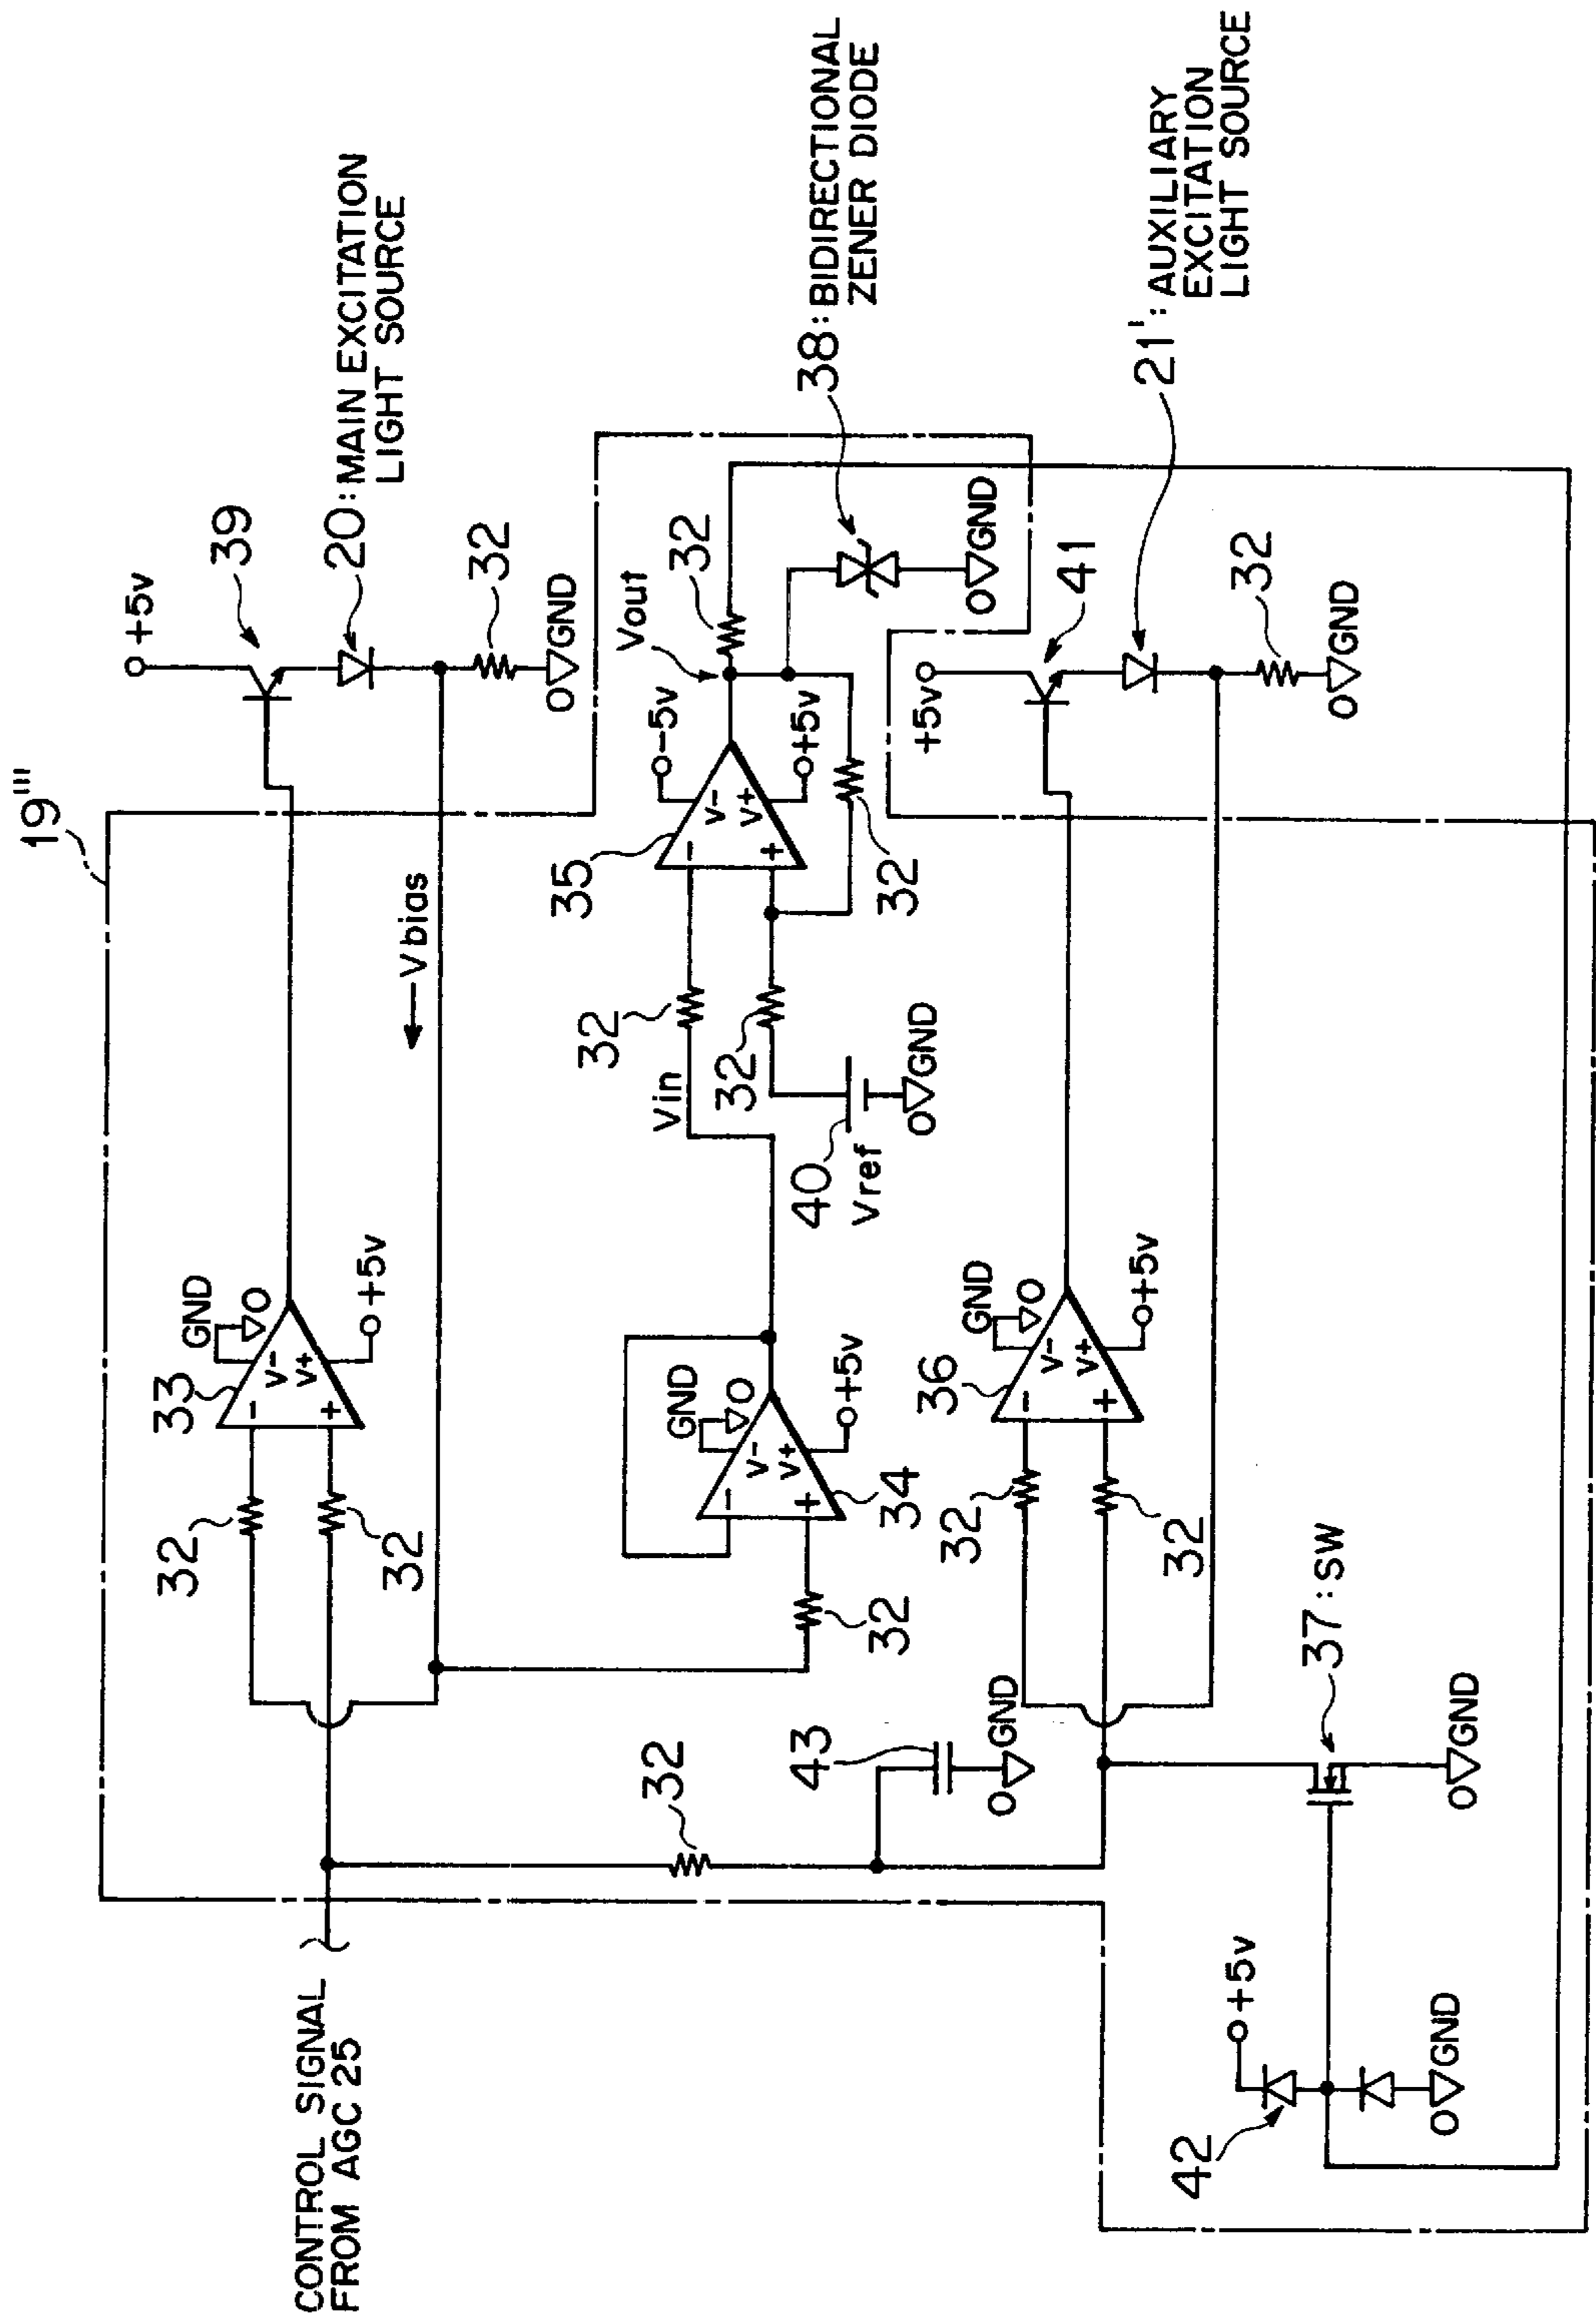 19'''
+5v
39
20: MAIN EXCITATION
LIGHT SOURCE
32
GND
CONTROL SIGNAL
FROM AGC 25
32
32
33
GND
-
+
V-
V+
+5v
Vbias
32
43
GND
32
34
GND
-
+
V-
V+
+5v
Vin
32
32
40
Vref
GND
35
-
+
V-
V+
-5v
+5v
32
Vout
32
38: BIDIRECTIONAL
ZENER DIODE
GND
32
32
36
GND
-
+
V-
V+
+5v
+5v
41
21': AUXILIARY
EXCITATION
LIGHT SOURCE
32
GND
37: SW
GND
42
+5v
GND